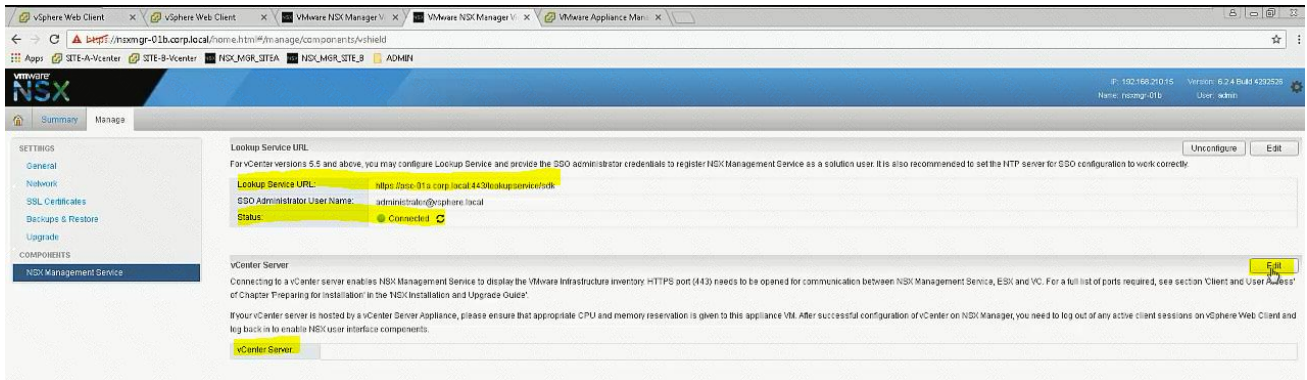 vSphere Web Client
vSphere Web Client
VMware NSX Manager V
VMware NSX Manager V
VMware Appliance Man
https://nsxmgr-01b.corp.local/home.html#/manage/components/vshield
Apps SITE-A-Vcenter SITE-B-Vcenter NSX_MGR_SITEA NSX_MGR_SITE_B ADMIN
vmware
NSX
IP: 192.168.210.15 Version: 6.2.4 Build 4292526
Name: nsxmgr-01b User: admin
Summary Manage
SETTINGS
General
Network
SSL Certificates
Backups & Restore
Upgrade
COMPONENTS
NSX Management Service
Lookup Service URL
Unconfigure Edit
For vCenter versions 5.5 and above, you may configure Lookup Service and provide the SSO administrator credentials to register NSX Management Service as a solution user. It is also recommended to set the NTP server for SSO configuration to work correctly.
Lookup Service URL: https://psc-01a.corp.local:443/lookupservice/sdk
SSO Administrator User Name: administrator@vsphere.local
Status: Connected
vCenter Server
Edit
Connecting to a vCenter server enables NSX Management Service to display the VMware Infrastructure inventory. HTTPS port (443) needs to be opened for communication between NSX Management Service, ESX and VC. For a full list of ports required, see section 'Client and User Access'
of Chapter 'Preparing for Installation' in the 'NSX Installation and Upgrade Guide'.
If your vCenter server is hosted by a vCenter Server Appliance, please ensure that appropriate CPU and memory reservation is given to this appliance VM. After successful configuration of vCenter on NSX Manager, you need to log out of any active client sessions on vSphere Web Client and
log back in to enable NSX user interface components.
vCenter Server: